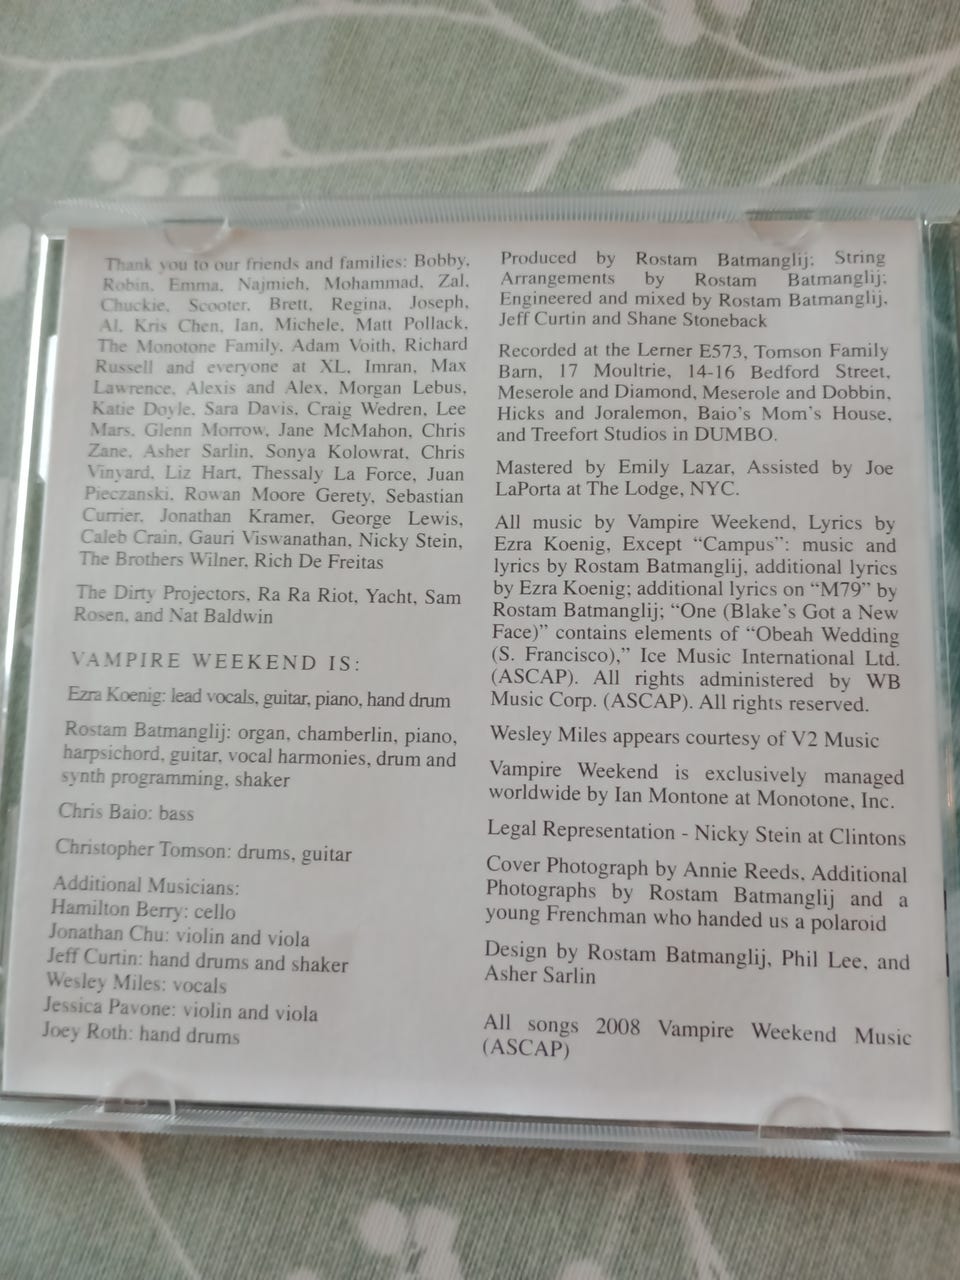 Thank you to our friends and families: Bobby,
Robin, Emma, Najmieh, Mohammad, Zal,
Chuckie, Scooter, Brett, Regina, Joseph,
Al, Kris Chen, Ian, Michele, Matt Pollack,
The Monotone Family, Adam Voith, Richard
Russell and everyone at XL, Imran, Max
Lawrence, Alexis and Alex, Morgan Lebus,
Katie Doyle, Sara Davis, Craig Wedren, Lee
Mars, Glenn Morrow, Jane McMahon, Chris
Zane, Asher Sarlin, Sonya Kolowrat, Chris
Vinyard, Liz Hart, Thessaly La Force, Juan
Pieczanski, Rowan Moore Gerety, Sebastian
Currier, Jonathan Kramer, George Lewis,
Caleb Crain, Gauri Viswanathan, Nicky Stein,
The Brothers Wilner, Rich De Freitas
The Dirty Projectors, Ra Ra Riot, Yacht, Sam
Rosen, and Nat Baldwin
VAMPIRE WEEKEND IS:
Ezra Koenig: lead vocals, guitar, piano, hand drum
Rostam Batmanglij: organ, chamberlin, piano,
harpsichord, guitar, vocal harmonies, drum and
synth programming, shaker
Chris Baio: bass
Christopher Tomson: drums, guitar
Additional Musicians:
Hamilton Berry: cello
Jonathan Chu: violin and viola
Jeff Curtin: hand drums and shaker
Wesley Miles: vocals
Jessica Pavone: violin and viola
Joey Roth: hand drums
Produced by Rostam Batmanglij; String
Arrangements by Rostam Batmanglij;
Engineered and mixed by Rostam Batmanglij,
Jeff Curtin and Shane Stoneback
Recorded at the Lerner E573, Tomson Family
Barn, 17 Moultrie, 14-16 Bedford Street,
Meserole and Diamond, Meserole and Dobbin,
Hicks and Joralemon, Baio's Mom's House,
and Treefort Studios in DUMBO.
Mastered by Emily Lazar, Assisted by Joe
LaPorta at The Lodge, NYC.
All music by Vampire Weekend, Lyrics by
Ezra Koenig, Except “Campus”: music and
lyrics by Rostam Batmanglij, additional lyrics
by Ezra Koenig; additional lyrics on “M79” by
Rostam Batmanglij; “One (Blake's Got a New
Face)” contains elements of “Obeah Wedding
(S. Francisco),” Ice Music International Ltd.
(ASCAP). All rights administered by WB
Music Corp. (ASCAP). All rights reserved.
Wesley Miles appears courtesy of V2 Music
Vampire Weekend is exclusively managed
worldwide by Ian Montone at Monotone, Inc.
Legal Representation - Nicky Stein at Clintons
Cover Photograph by Annie Reeds, Additional
Photographs by Rostam Batmanglij and a
young Frenchman who handed us a polaroid
Design by Rostam Batmanglij, Phil Lee, and
Asher Sarlin
All songs 2008 Vampire Weekend Music
(ASCAP)